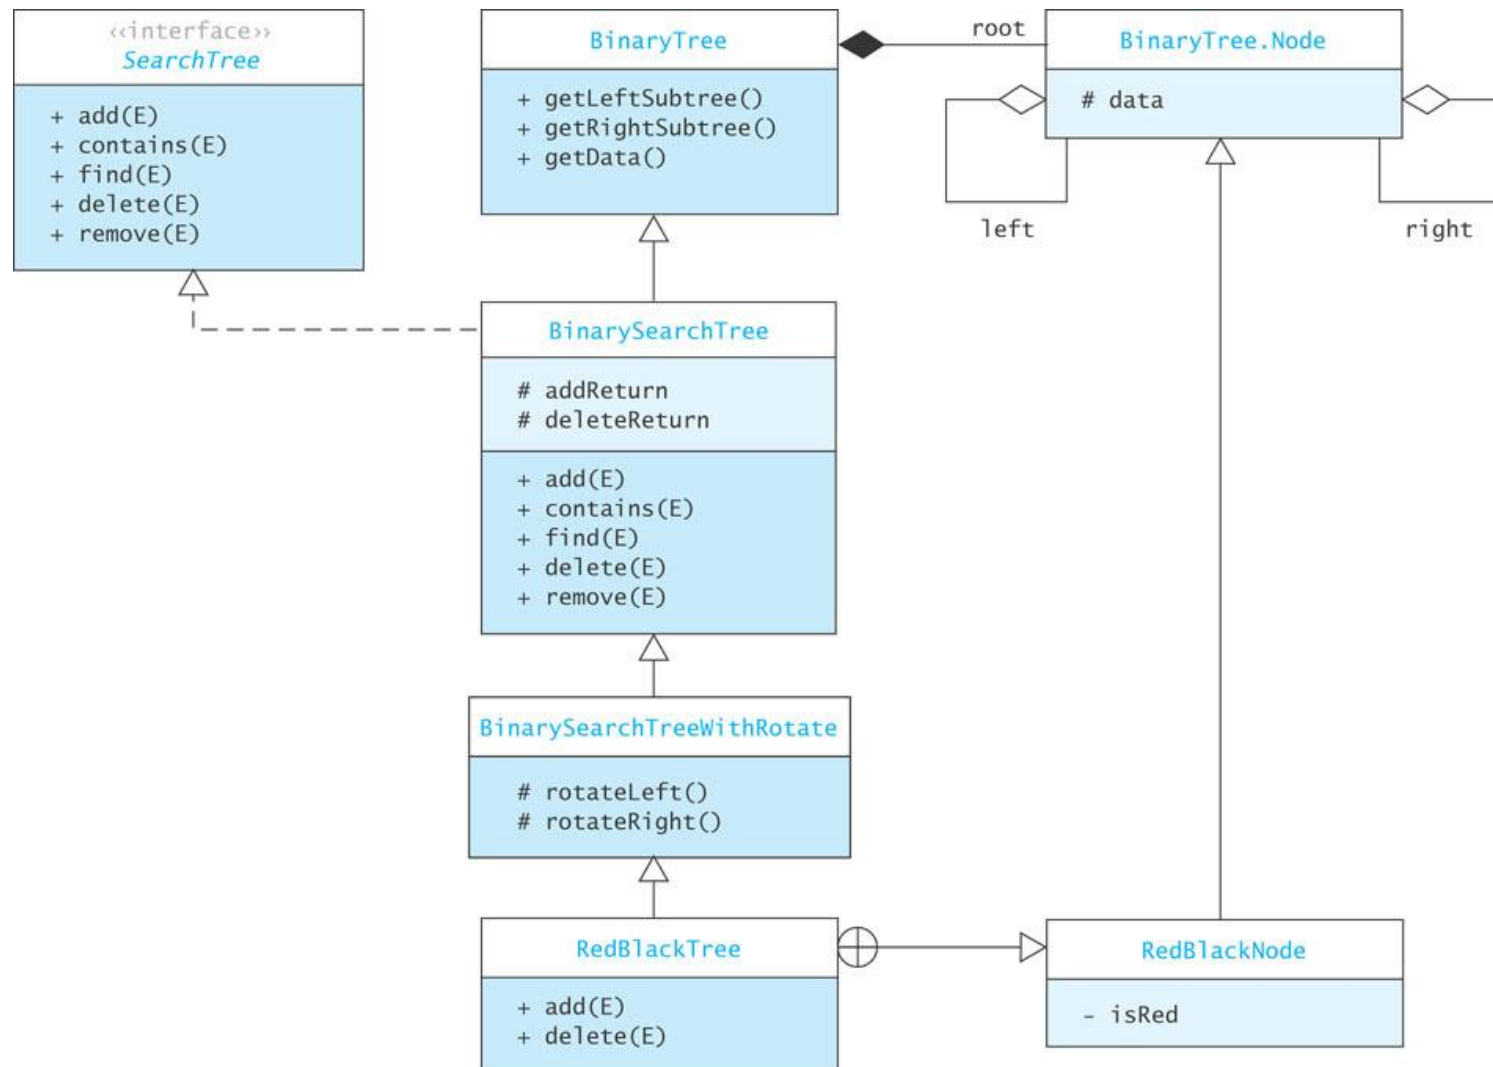 ‹‹interface››
SearchTree
+ add(E)
+ contains(E)
+ find(E)
+ delete(E)
+ remove(E)
BinaryTree
+ getLeftSubtree()
+ getRightSubtree()
+ getData()
root
BinaryTree.Node
# data
left
right
BinarySearchTree
# addReturn
# deleteReturn
+ add(E)
+ contains(E)
+ find(E)
+ delete(E)
+ remove(E)
BinarySearchTreeWithRotate
# rotateLeft()
# rotateRight()
RedBlackTree
+ add(E)
+ delete(E)
RedBlackNode
- isRed